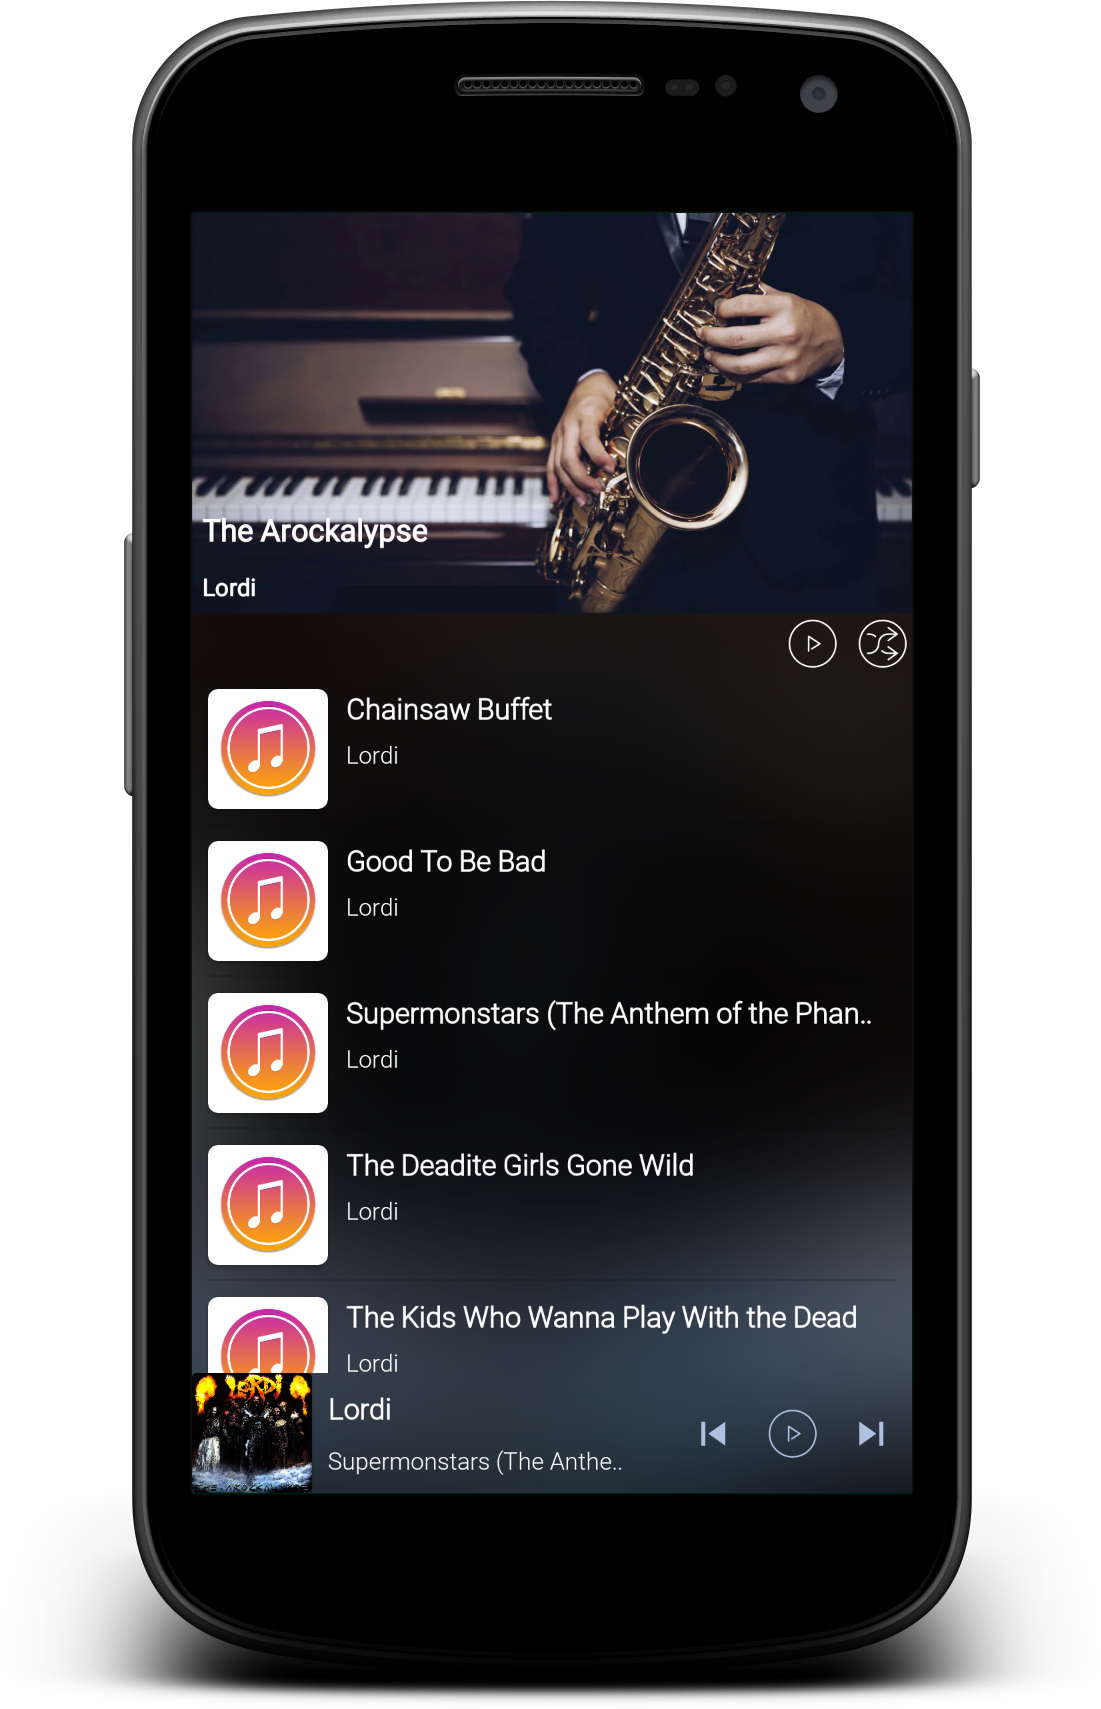 The Arockalypse
Lordi
Chainsaw Buffet
Lordi
Good To Be Bad
Lordi
Supermonstars (The Anthem of the Phan..
Lordi
The Deadite Girls Gone Wild
Lordi
The Kids Who Wanna Play With the Dead
Lordi
LORDI
Lordi
Supermonstars (The Anthe..